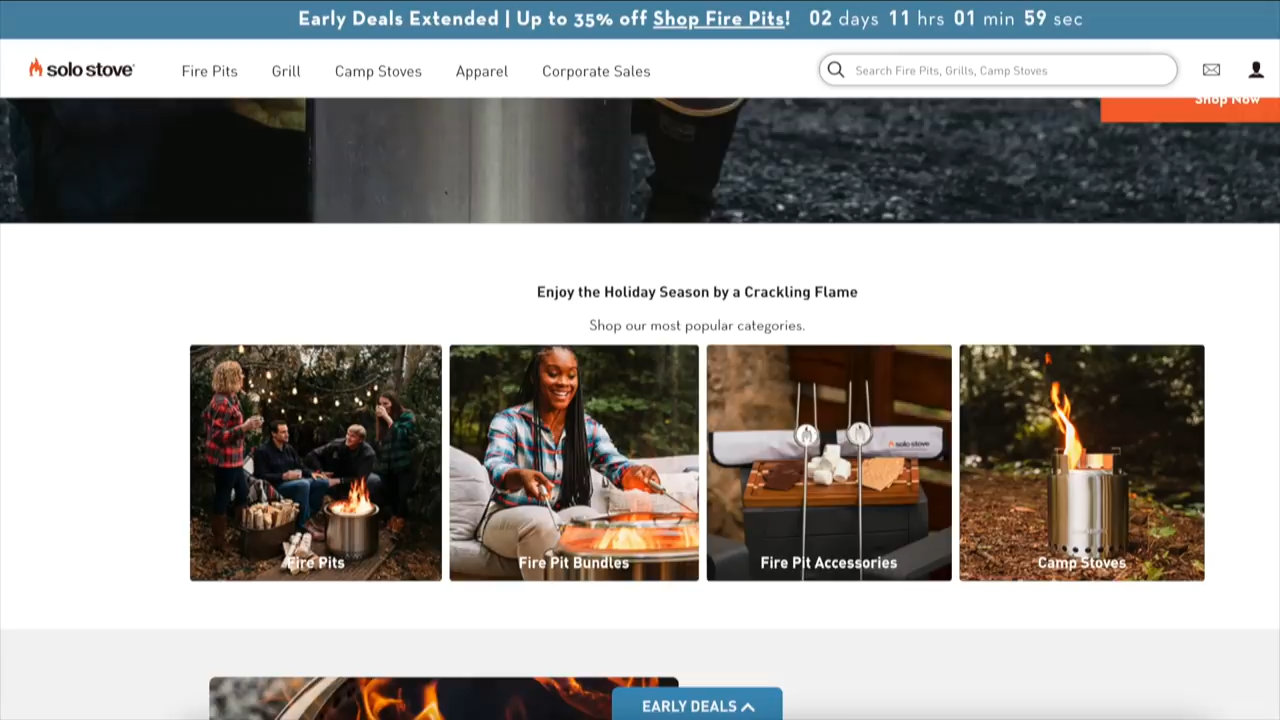 Early Deals Extended | Up to 35% off Shop Fire Pits! 02 days 11 hrs 01 min 59 sec
solo stove Fire Pits Grill Camp Stoves Apparel Corporate Sales Search Fire Pits, Grills, Camp Stoves
Shop Now
Enjoy the Holiday Season by a Crackling Flame
Shop our most popular categories.
solo stove
Fire Pits Fire Pit Bundles Fire Pit Accessories Camp Stoves
EARLY DEALS